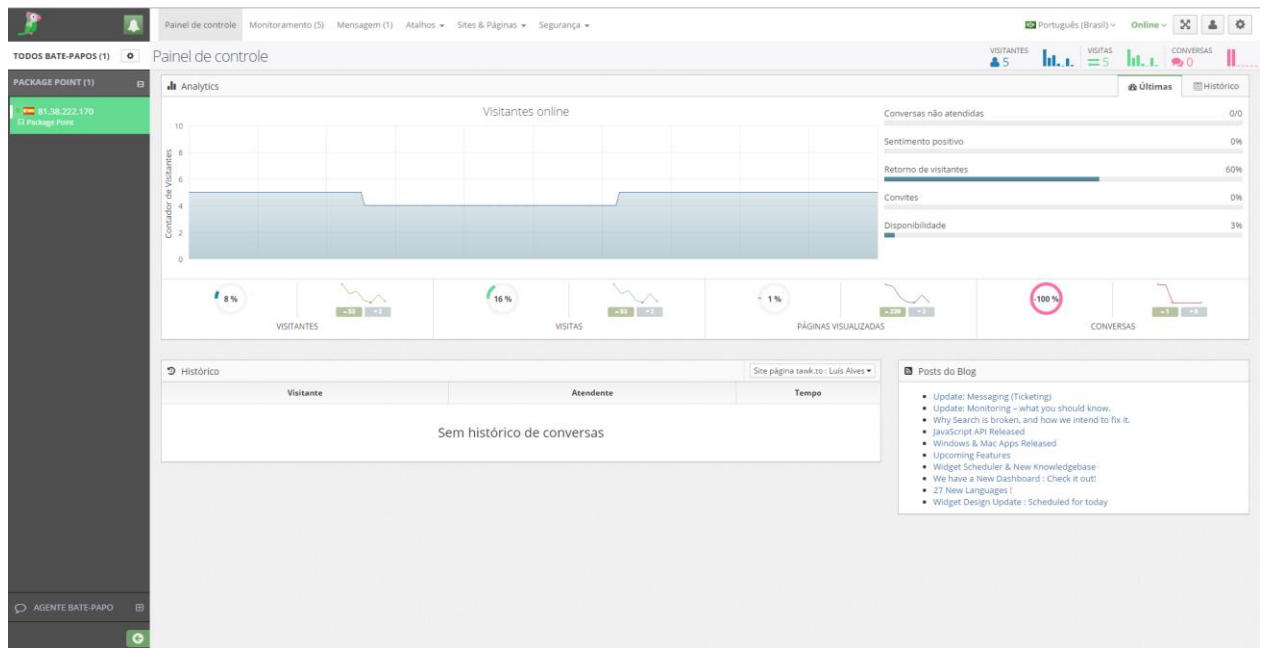 Painel de controle Monitoramento (5) Mensagem (1) Atalhos Sites & Páginas Segurança Português (Brasil) Online
TODOS BATE-PAPOS (1) Painel de controle VISITANTES 5 VISITAS 5 CONVERSAS 0
PACKAGE POINT (1)
81.38.222.170
Package Point
Analytics Últimas Histórico
Visitantes online
Contador de Visitantes
10
8
6
4
2
0
Conversas não atendidas 0/0
Sentimento positivo 0%
Retorno de visitantes 60%
Convites 0%
Disponibilidade 3%
8 % 53 2
VISITANTES
16 % 53 2
VISITAS
- 1 % 2
PÁGINAS VISUALIZADAS
-100 % 1 0
CONVERSAS
Histórico Site página tawk.to : Luís Alves
Visitante Atendente Tempo
Sem histórico de conversas
Posts do Blog
Update: Messaging (Ticketing)
Update: Monitoring – what you should know.
Why Search is broken, and how we intend to fix it.
JavaScript API Released
Windows & Mac Apps Released
Upcoming Features
Widget Scheduler & New Knowledgebase
We have a New Dashboard : Check it out!
27 New Languages !
Widget Design Update : Scheduled for today
AGENTE BATE-PAPO